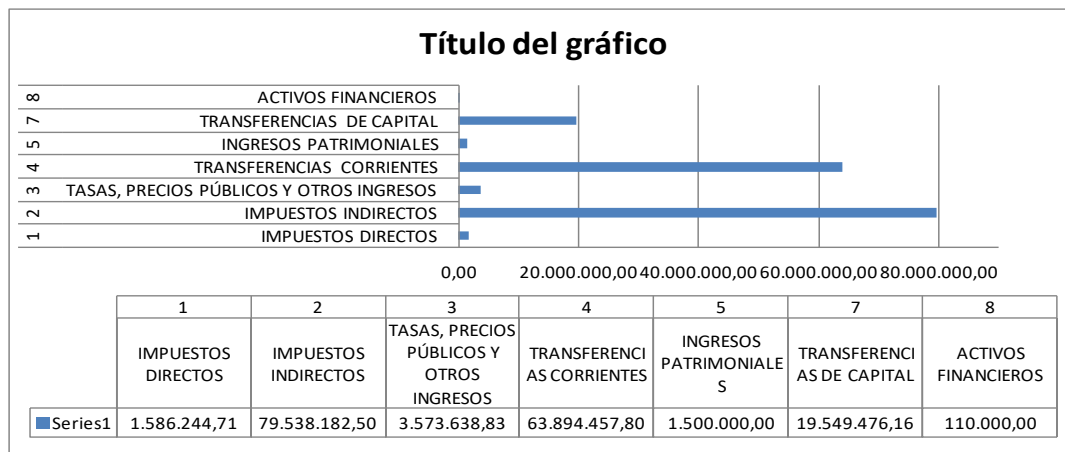 Título del gráfico
8 ACTIVOS FINANCIEROS
7 TRANSFERENCIAS DE CAPITAL
5 INGRESOS PATRIMONIALES
4 TRANSFERENCIAS CORRIENTES
3 TASAS, PRECIOS PÚBLICOS Y OTROS INGRESOS
2 IMPUESTOS INDIRECTOS
1 IMPUESTOS DIRECTOS
0,00 20.000.000,00 40.000.000,00 60.000.000,00 80.000.000,00
1 2 3 4 5 7 8
IMPUESTOS
DIRECTOS
IMPUESTOS
INDIRECTOS
TASAS, PRECIOS
PÚBLICOS Y
OTROS
INGRESOS
TRANSFERENCI
AS CORRIENTES
INGRESOS
PATRIMONIALE
S
TRANSFERENCI
AS DE CAPITAL
ACTIVOS
FINANCIEROS
Series1 1.586.244,71 79.538.182,50 3.573.638,83 63.894.457,80 1.500.000,00 19.549.476,16 110.000,00